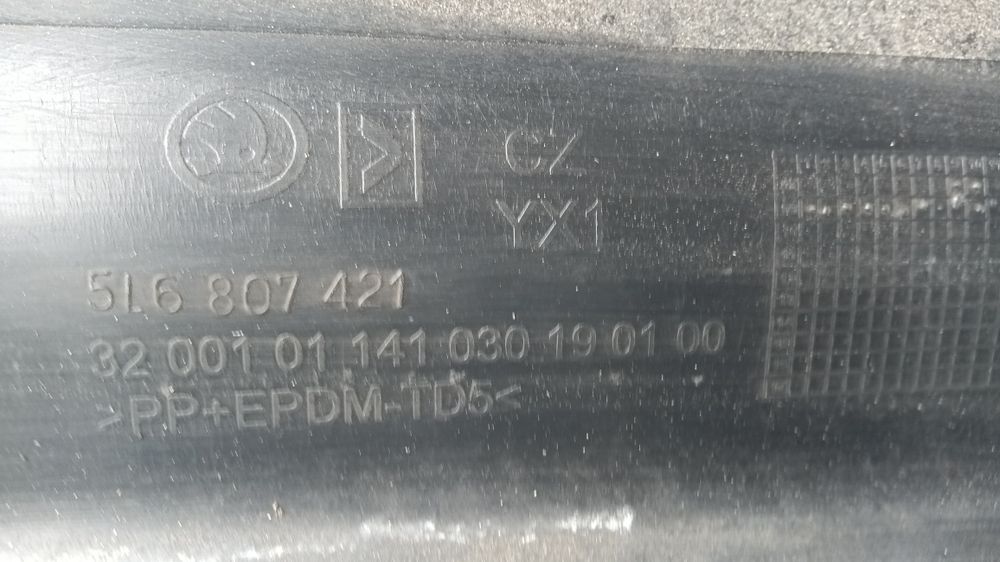 CZ
YX1
5L6 807 421
32 001 01 141 030 19 01 00
>PP+EPDM-TD5<